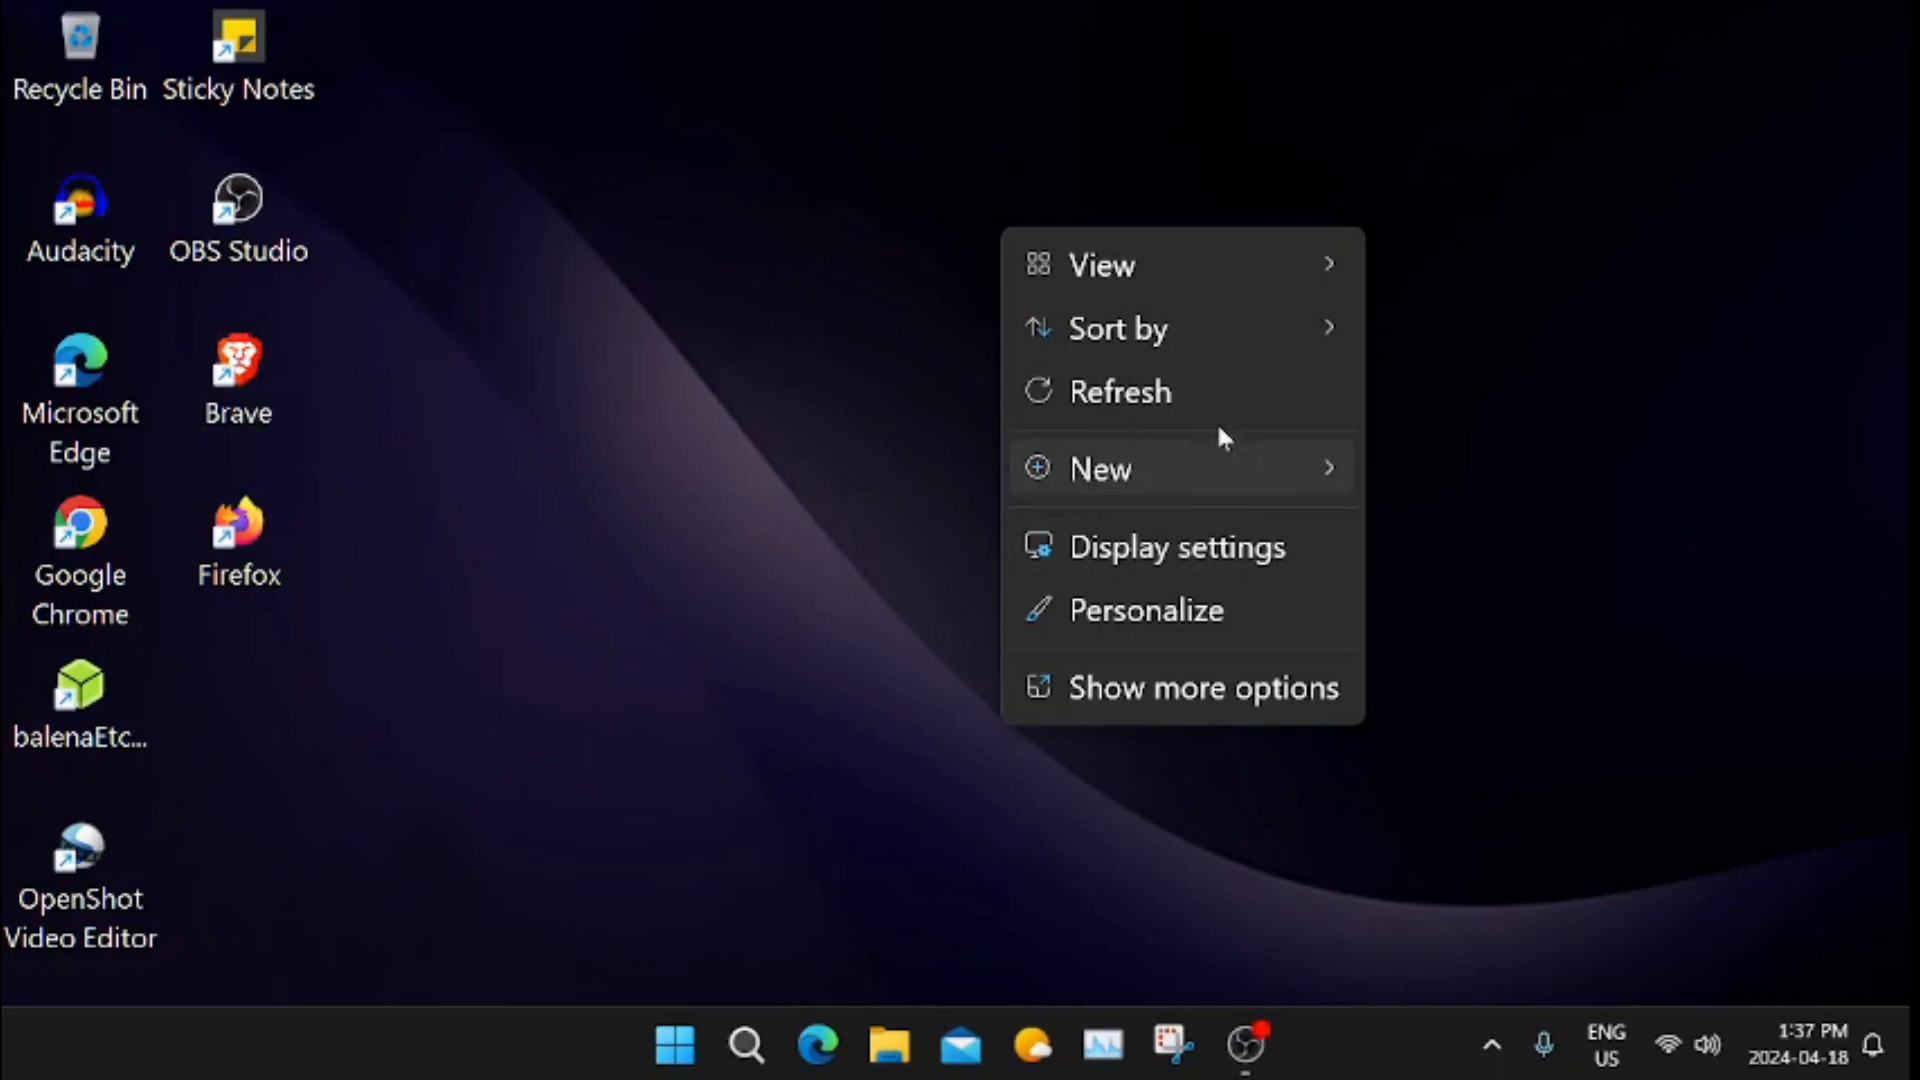 Recycle Bin
Sticky Notes
Audacity
OBS Studio
Microsoft
Edge
Brave
Google
Chrome
Firefox
balenaEtc...
OpenShot
Video Editor
View
Sort by
Refresh
New
Display settings
Personalize
Show more options
ENG
US
1:37 PM
2024-04-18